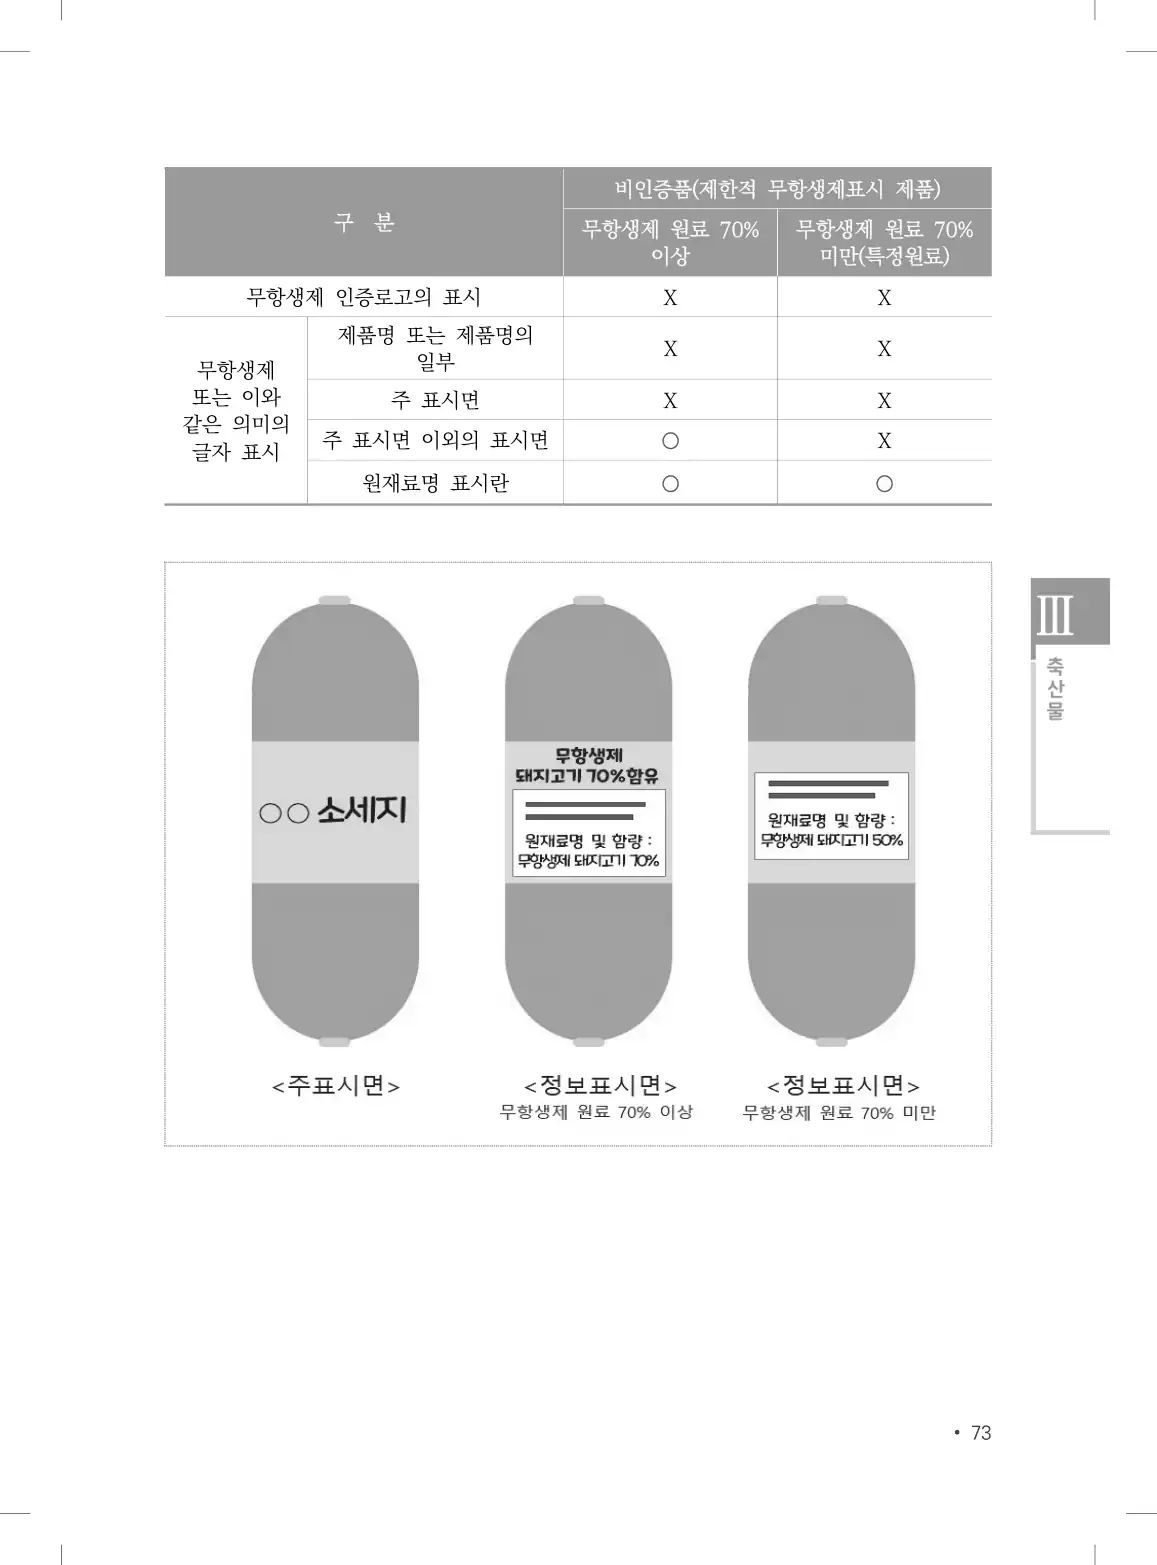 구 분
비인증품(제한적 무항생제표시 제품)
무항생제 원료 70%
이상
무항생제 원료 70%
미만(특정원료)
무항생제 인증로고의 표시
X
X
무항생제
또는 이와
같은 의미의
글자 표시
제품명 또는 제품명의
일부
X
X
주 표시면
X
X
주 표시면 이외의 표시면
○
X
원재료명 표시란
○
○
○○ 소세지
무항생제
돼지고기 70%함유
원재료명 및 함량 :
무항생제 돼지고기 70%
원재료명 및 함량 :
무항생제 돼지고기 50%
<주표시면>
<정보표시면>
무항생제 원료 70% 이상
<정보표시면>
무항생제 원료 70% 미만
Ⅲ
축산물
• 73